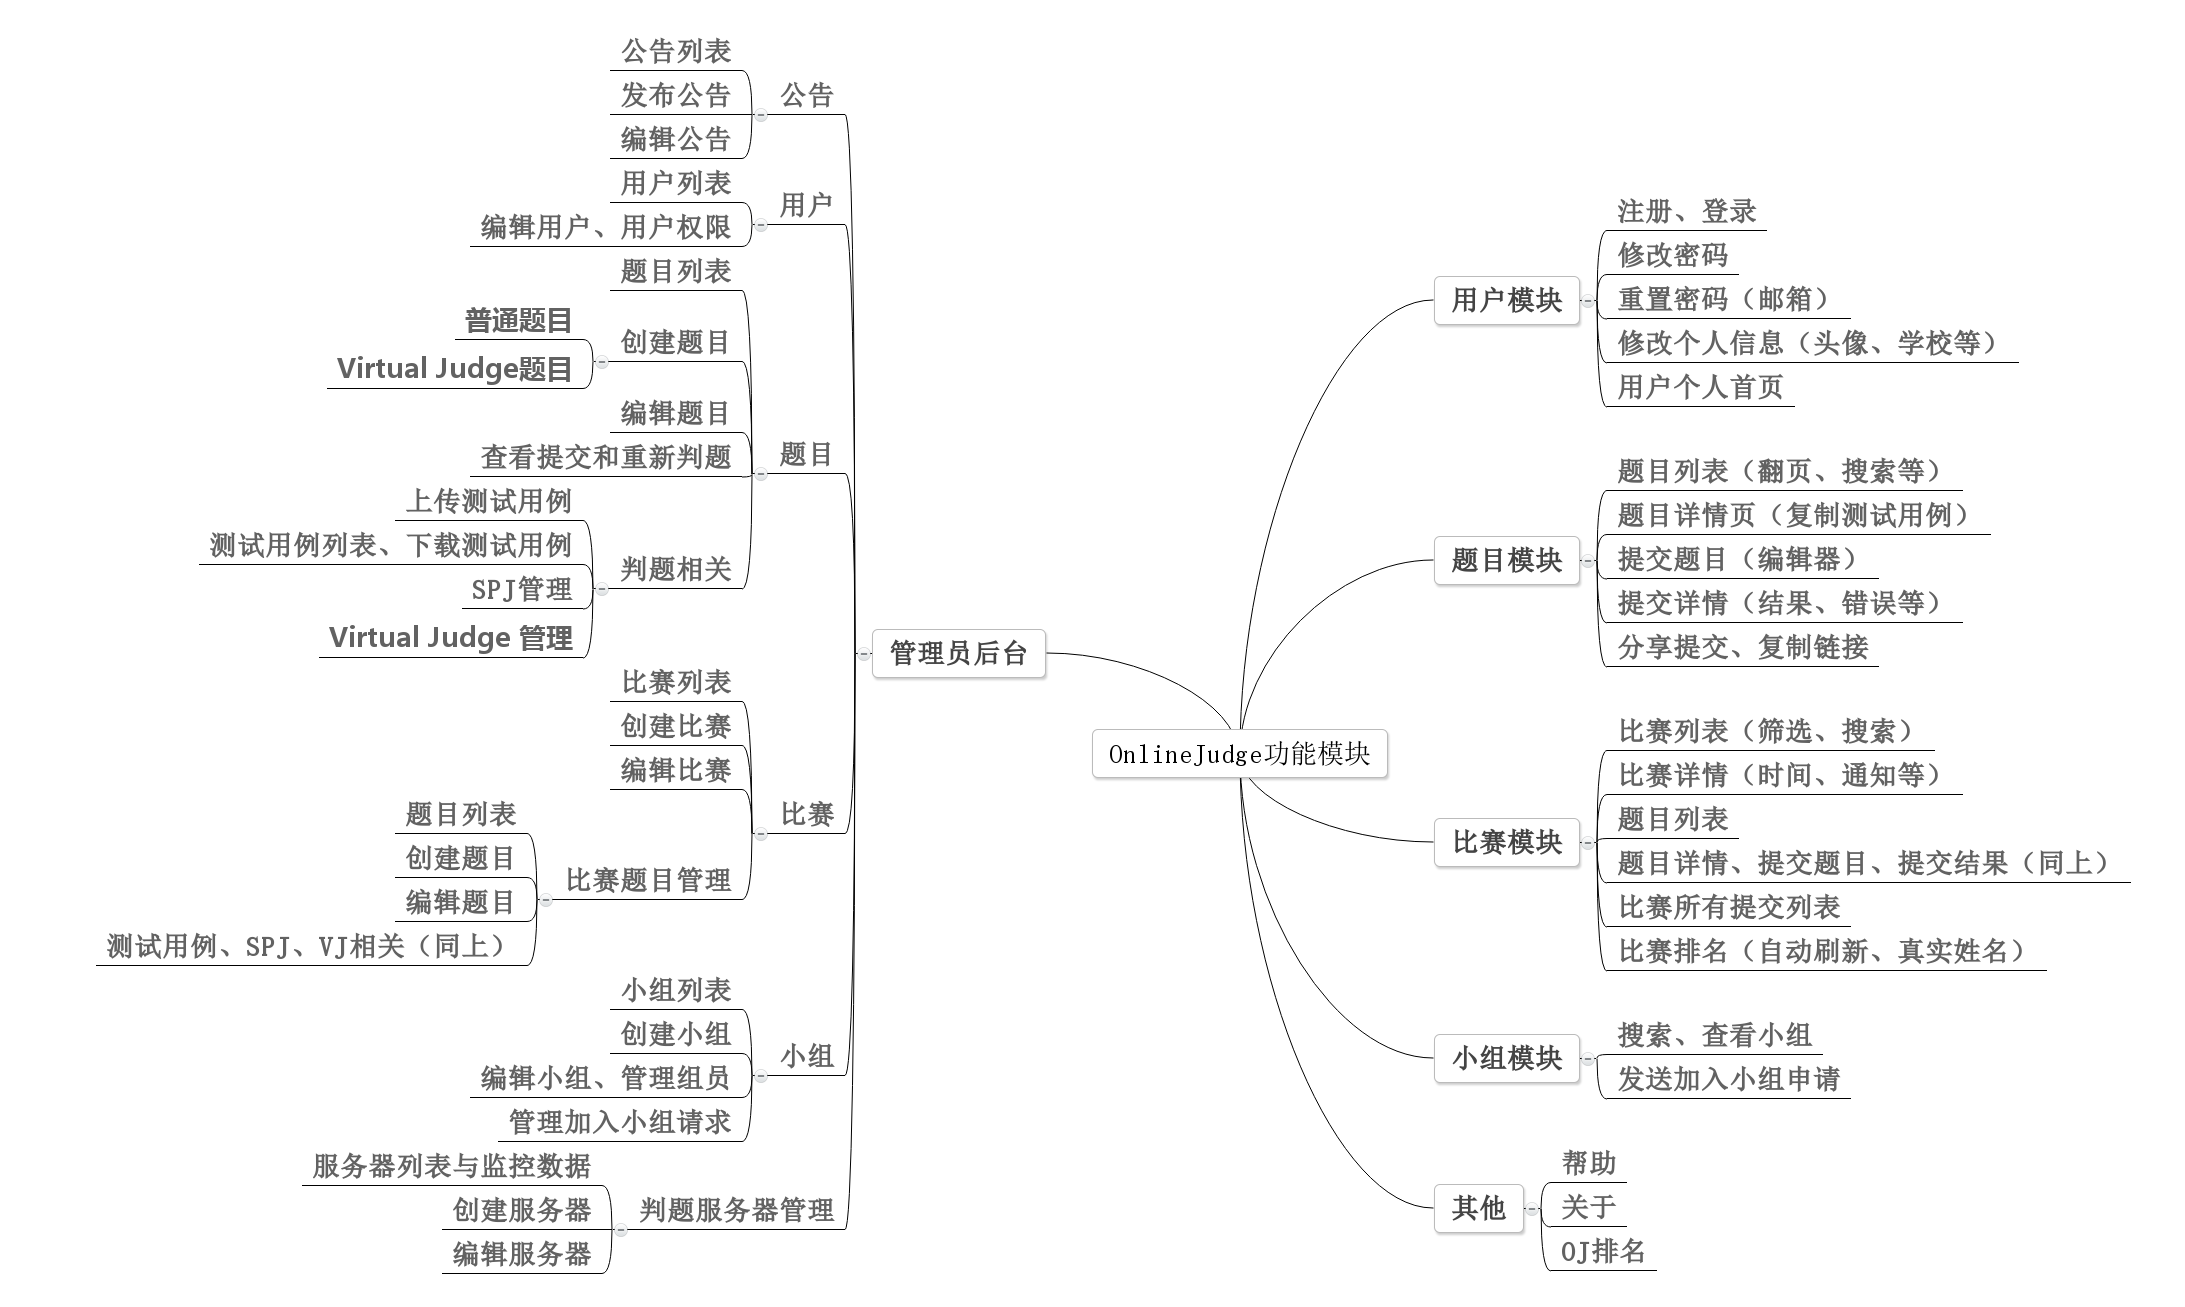 OnlineJudge功能模块
管理员后台
公告
公告列表
发布公告
编辑公告
用户
用户列表
编辑用户、用户权限
题目
题目列表
创建题目
普通题目
Virtual Judge题目
编辑题目
查看提交和重新判题
判题相关
上传测试用例
测试用例列表、下载测试用例
SPJ管理
Virtual Judge 管理
比赛
比赛列表
创建比赛
编辑比赛
比赛题目管理
题目列表
创建题目
编辑题目
测试用例、SPJ、VJ相关（同上）
小组
小组列表
创建小组
编辑小组、管理组员
管理加入小组请求
判题服务器管理
服务器列表与监控数据
创建服务器
编辑服务器
用户模块
注册、登录
修改密码
重置密码（邮箱）
修改个人信息（头像、学校等）
用户个人首页
题目模块
题目列表（翻页、搜索等）
题目详情页（复制测试用例）
提交题目（编辑器）
提交详情（结果、错误等）
分享提交、复制链接
比赛模块
比赛列表（筛选、搜索）
比赛详情（时间、通知等）
题目列表
题目详情、提交题目、提交结果（同上）
比赛所有提交列表
比赛排名（自动刷新、真实姓名）
小组模块
搜索、查看小组
发送加入小组申请
其他
帮助
关于
OJ排名